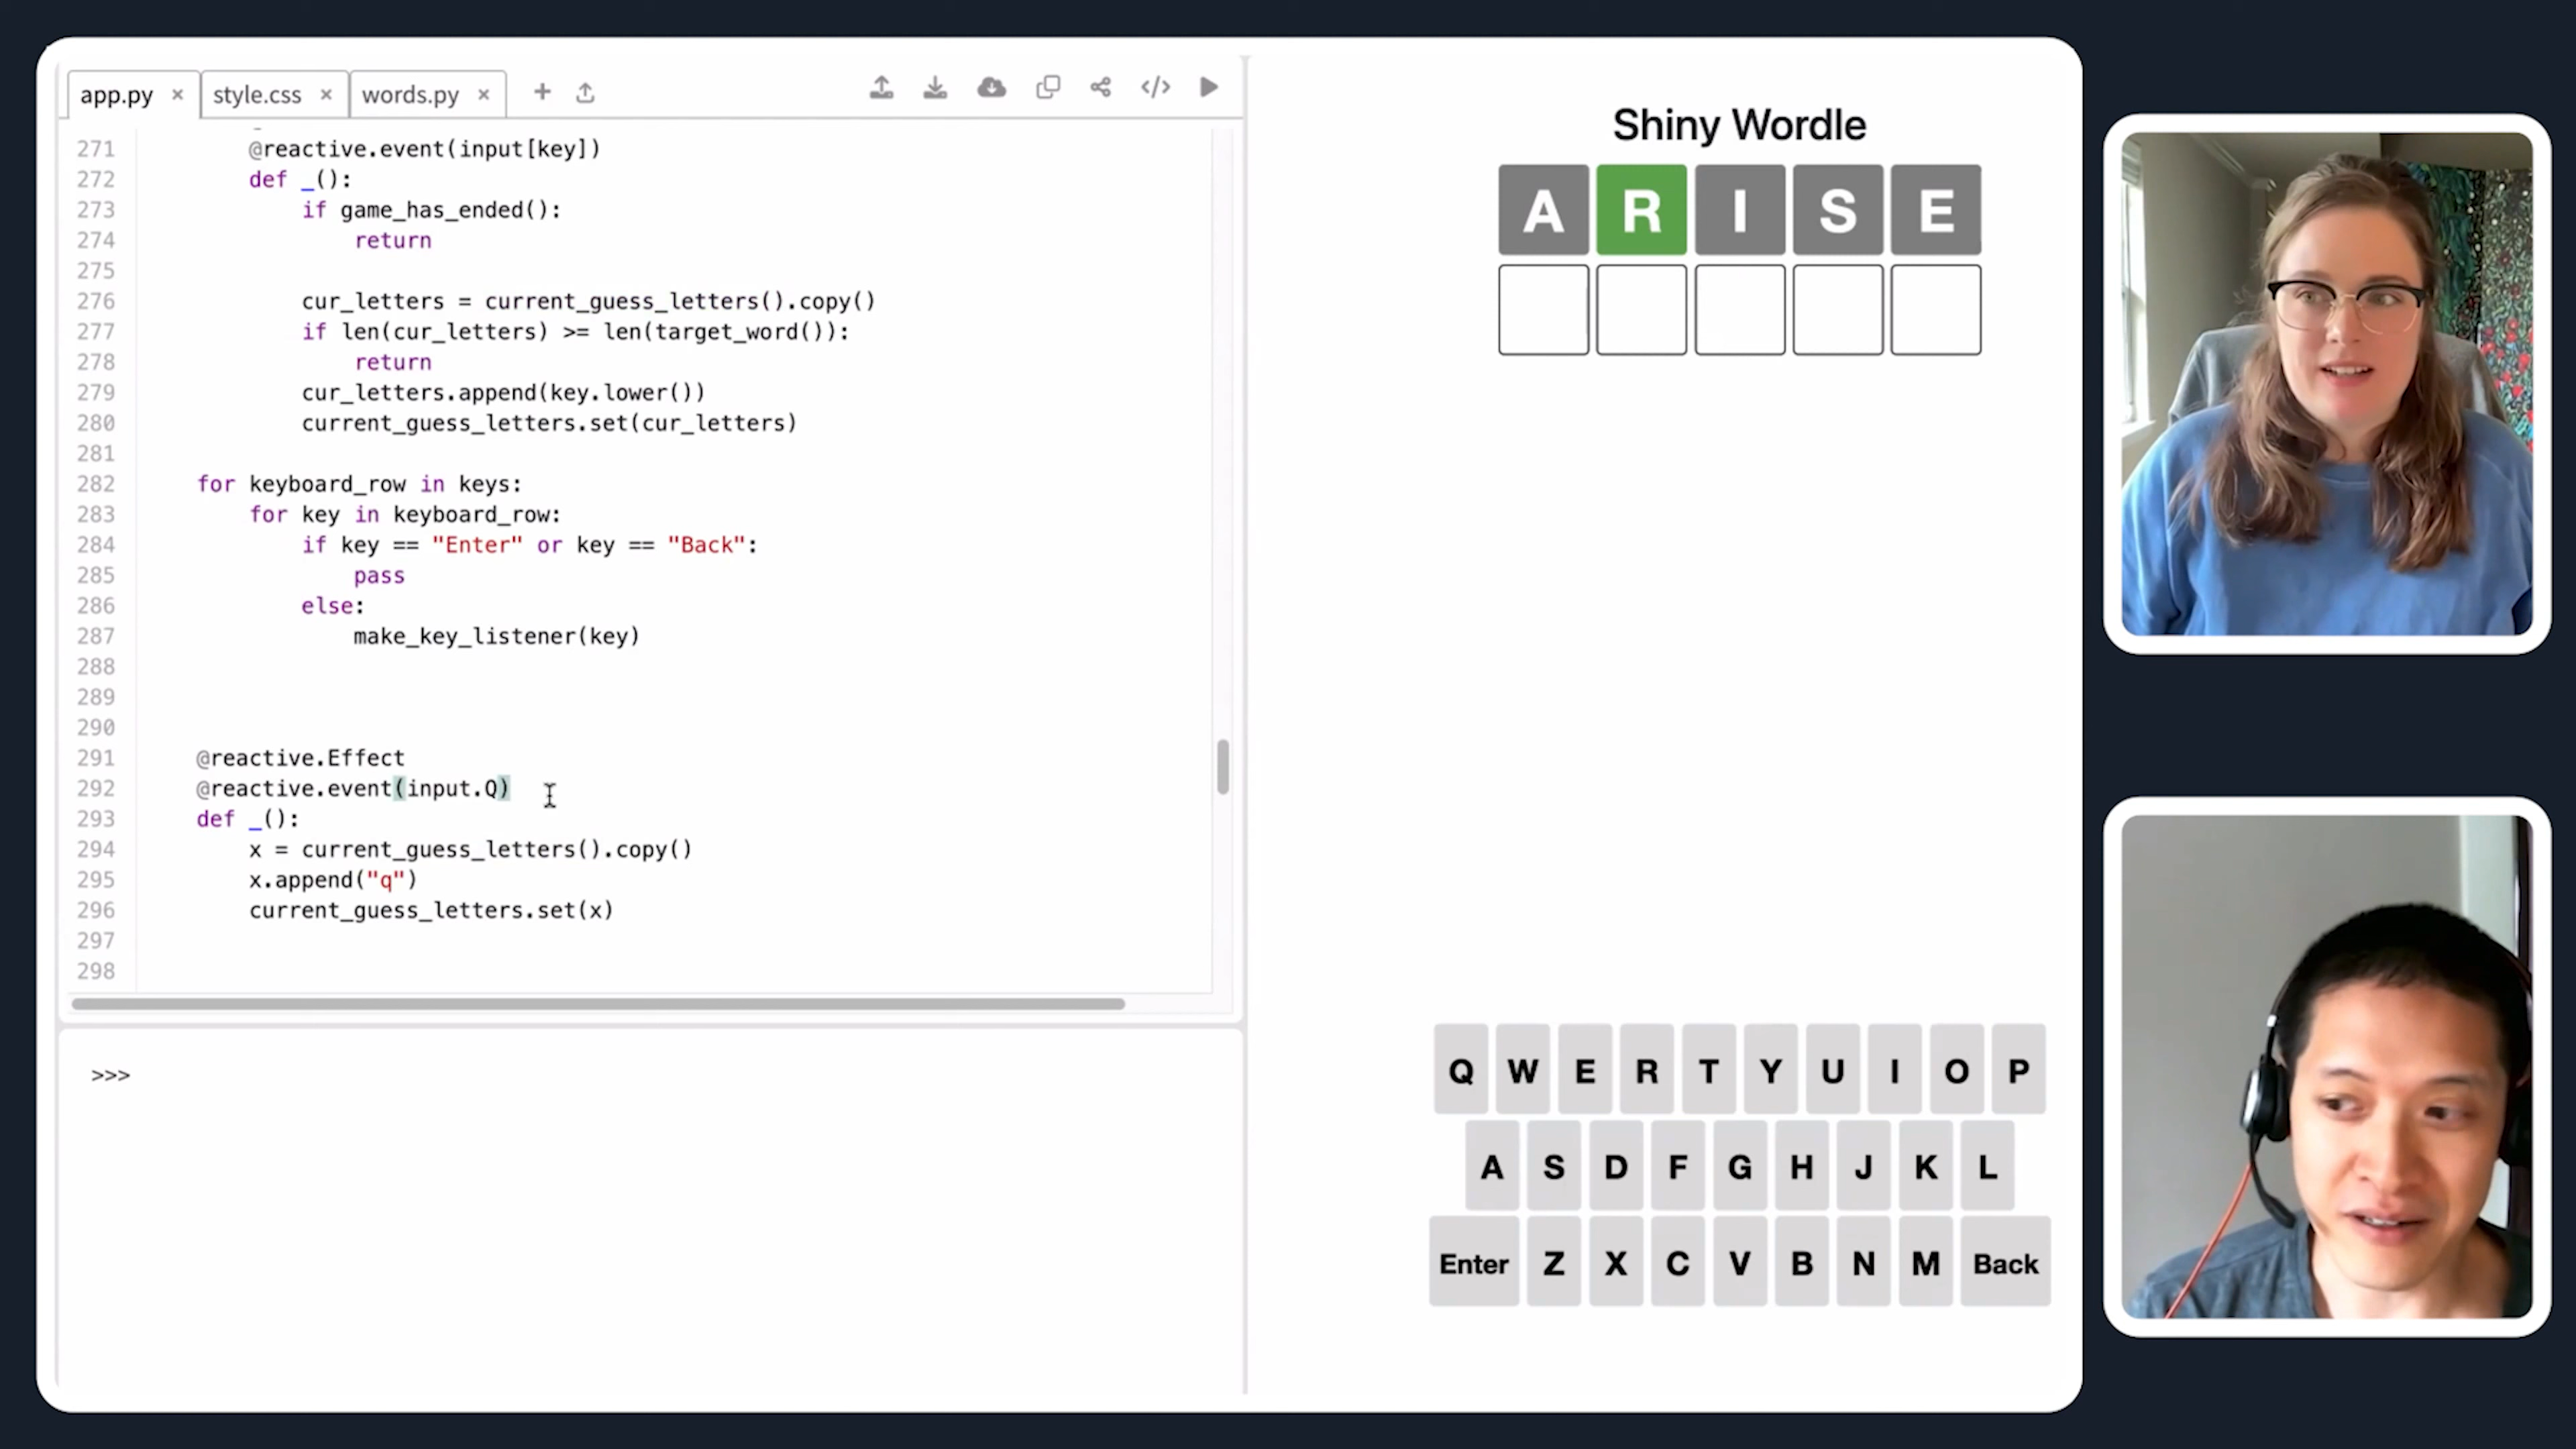 app.py × style.css × words.py × +
271 @reactive.event(input[key])
272 def _():
273 if game_has_ended():
274 return
275
276 cur_letters = current_guess_letters().copy()
277 if len(cur_letters) >= len(target_word()):
278 return
279 cur_letters.append(key.lower())
280 current_guess_letters.set(cur_letters)
281
282 for keyboard_row in keys:
283 for key in keyboard_row:
284 if key == "Enter" or key == "Back":
285 pass
286 else:
287 make_key_listener(key)
288
289
290
291 @reactive.Effect
292 @reactive.event(input.Q)
293 def _():
294 x = current_guess_letters().copy()
295 x.append("q")
296 current_guess_letters.set(x)
297
298
>>>
Shiny Wordle
A R I S E
Q W E R T Y U I O P
A S D F G H J K L
Enter Z X C V B N M Back